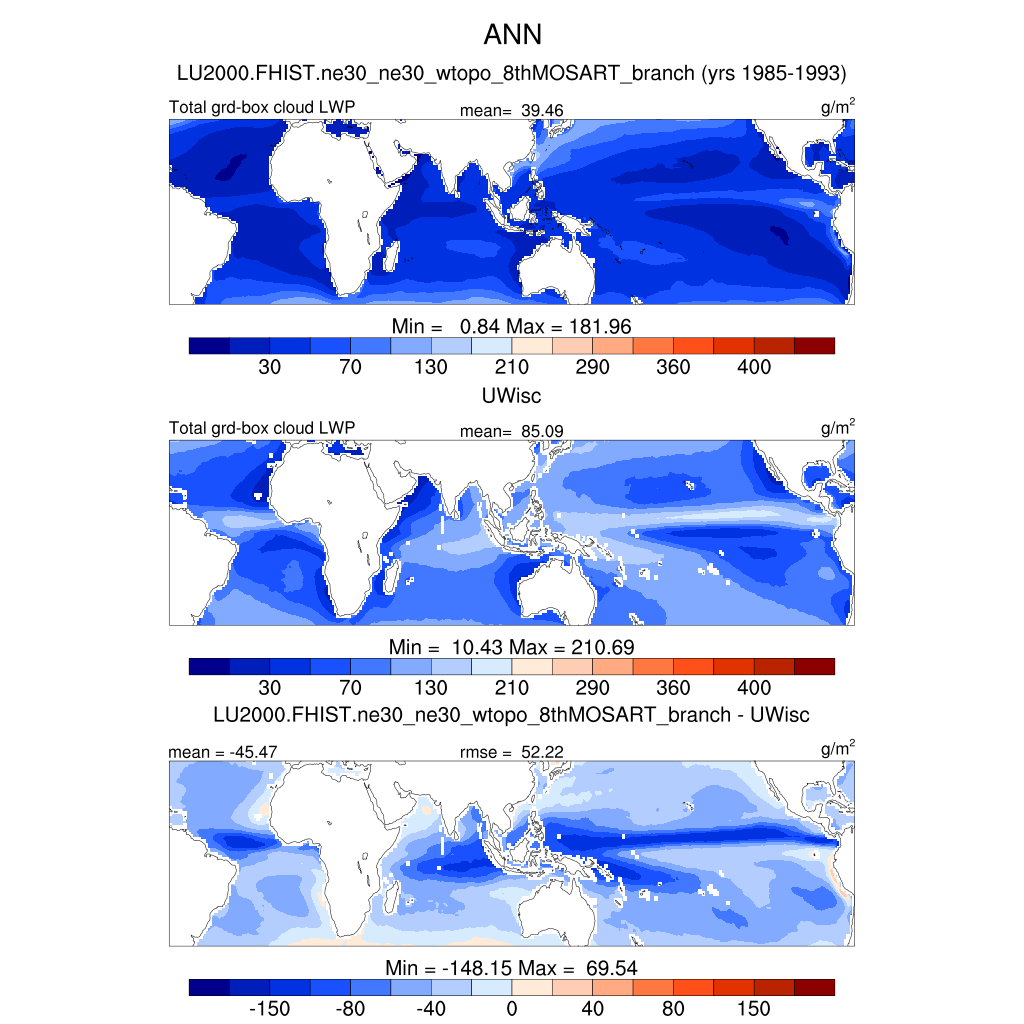 ANN
LU2000.FHIST.ne30_ne30_wtopo_8thMOSART_branch (yrs 1985-1993)
Total grd-box cloud LWP mean= 39.46 g/m²
Min = 0.84 Max = 181.96
30 70 130 210 290 360 400
UWisc
Total grd-box cloud LWP mean= 85.09 g/m²
Min = 10.43 Max = 210.69
30 70 130 210 290 360 400
LU2000.FHIST.ne30_ne30_wtopo_8thMOSART_branch - UWisc
mean = -45.47 rmse = 52.22 g/m²
Min = -148.15 Max = 69.54
-150 -80 -40 0 40 80 150